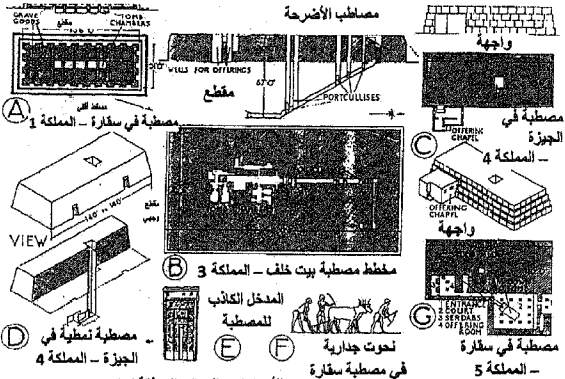 مصاطب الأضرحة
GRAVE GOODS
مقطع
TOMB CHAMBERS
A
مسقط أفقي
مصطبة في سقارة – المملكة 1
WELLS FOR OFFERINGS
مقطع
67'0"
PORTCULLISES
واجهة
C
OFFERING CHAPEL
مصطبة في
الجيزة
– المملكة 4
VIEW
مقطع
B
مخطط مصطبة بيت خلف – المملكة 3
OFFERING CHAPEL
واجهة
D
مصطبة نمطية في
الجيزة – المملكة 4
المدخل الكاذب
للمصطبة
E
F
نحوت جدارية
في مصطبة سقارة
G
1 ENTRANCE
2 COURT
3 SERDABS
4 OFFERING ROOM
مصطبة في سقارة
– المملكة 5